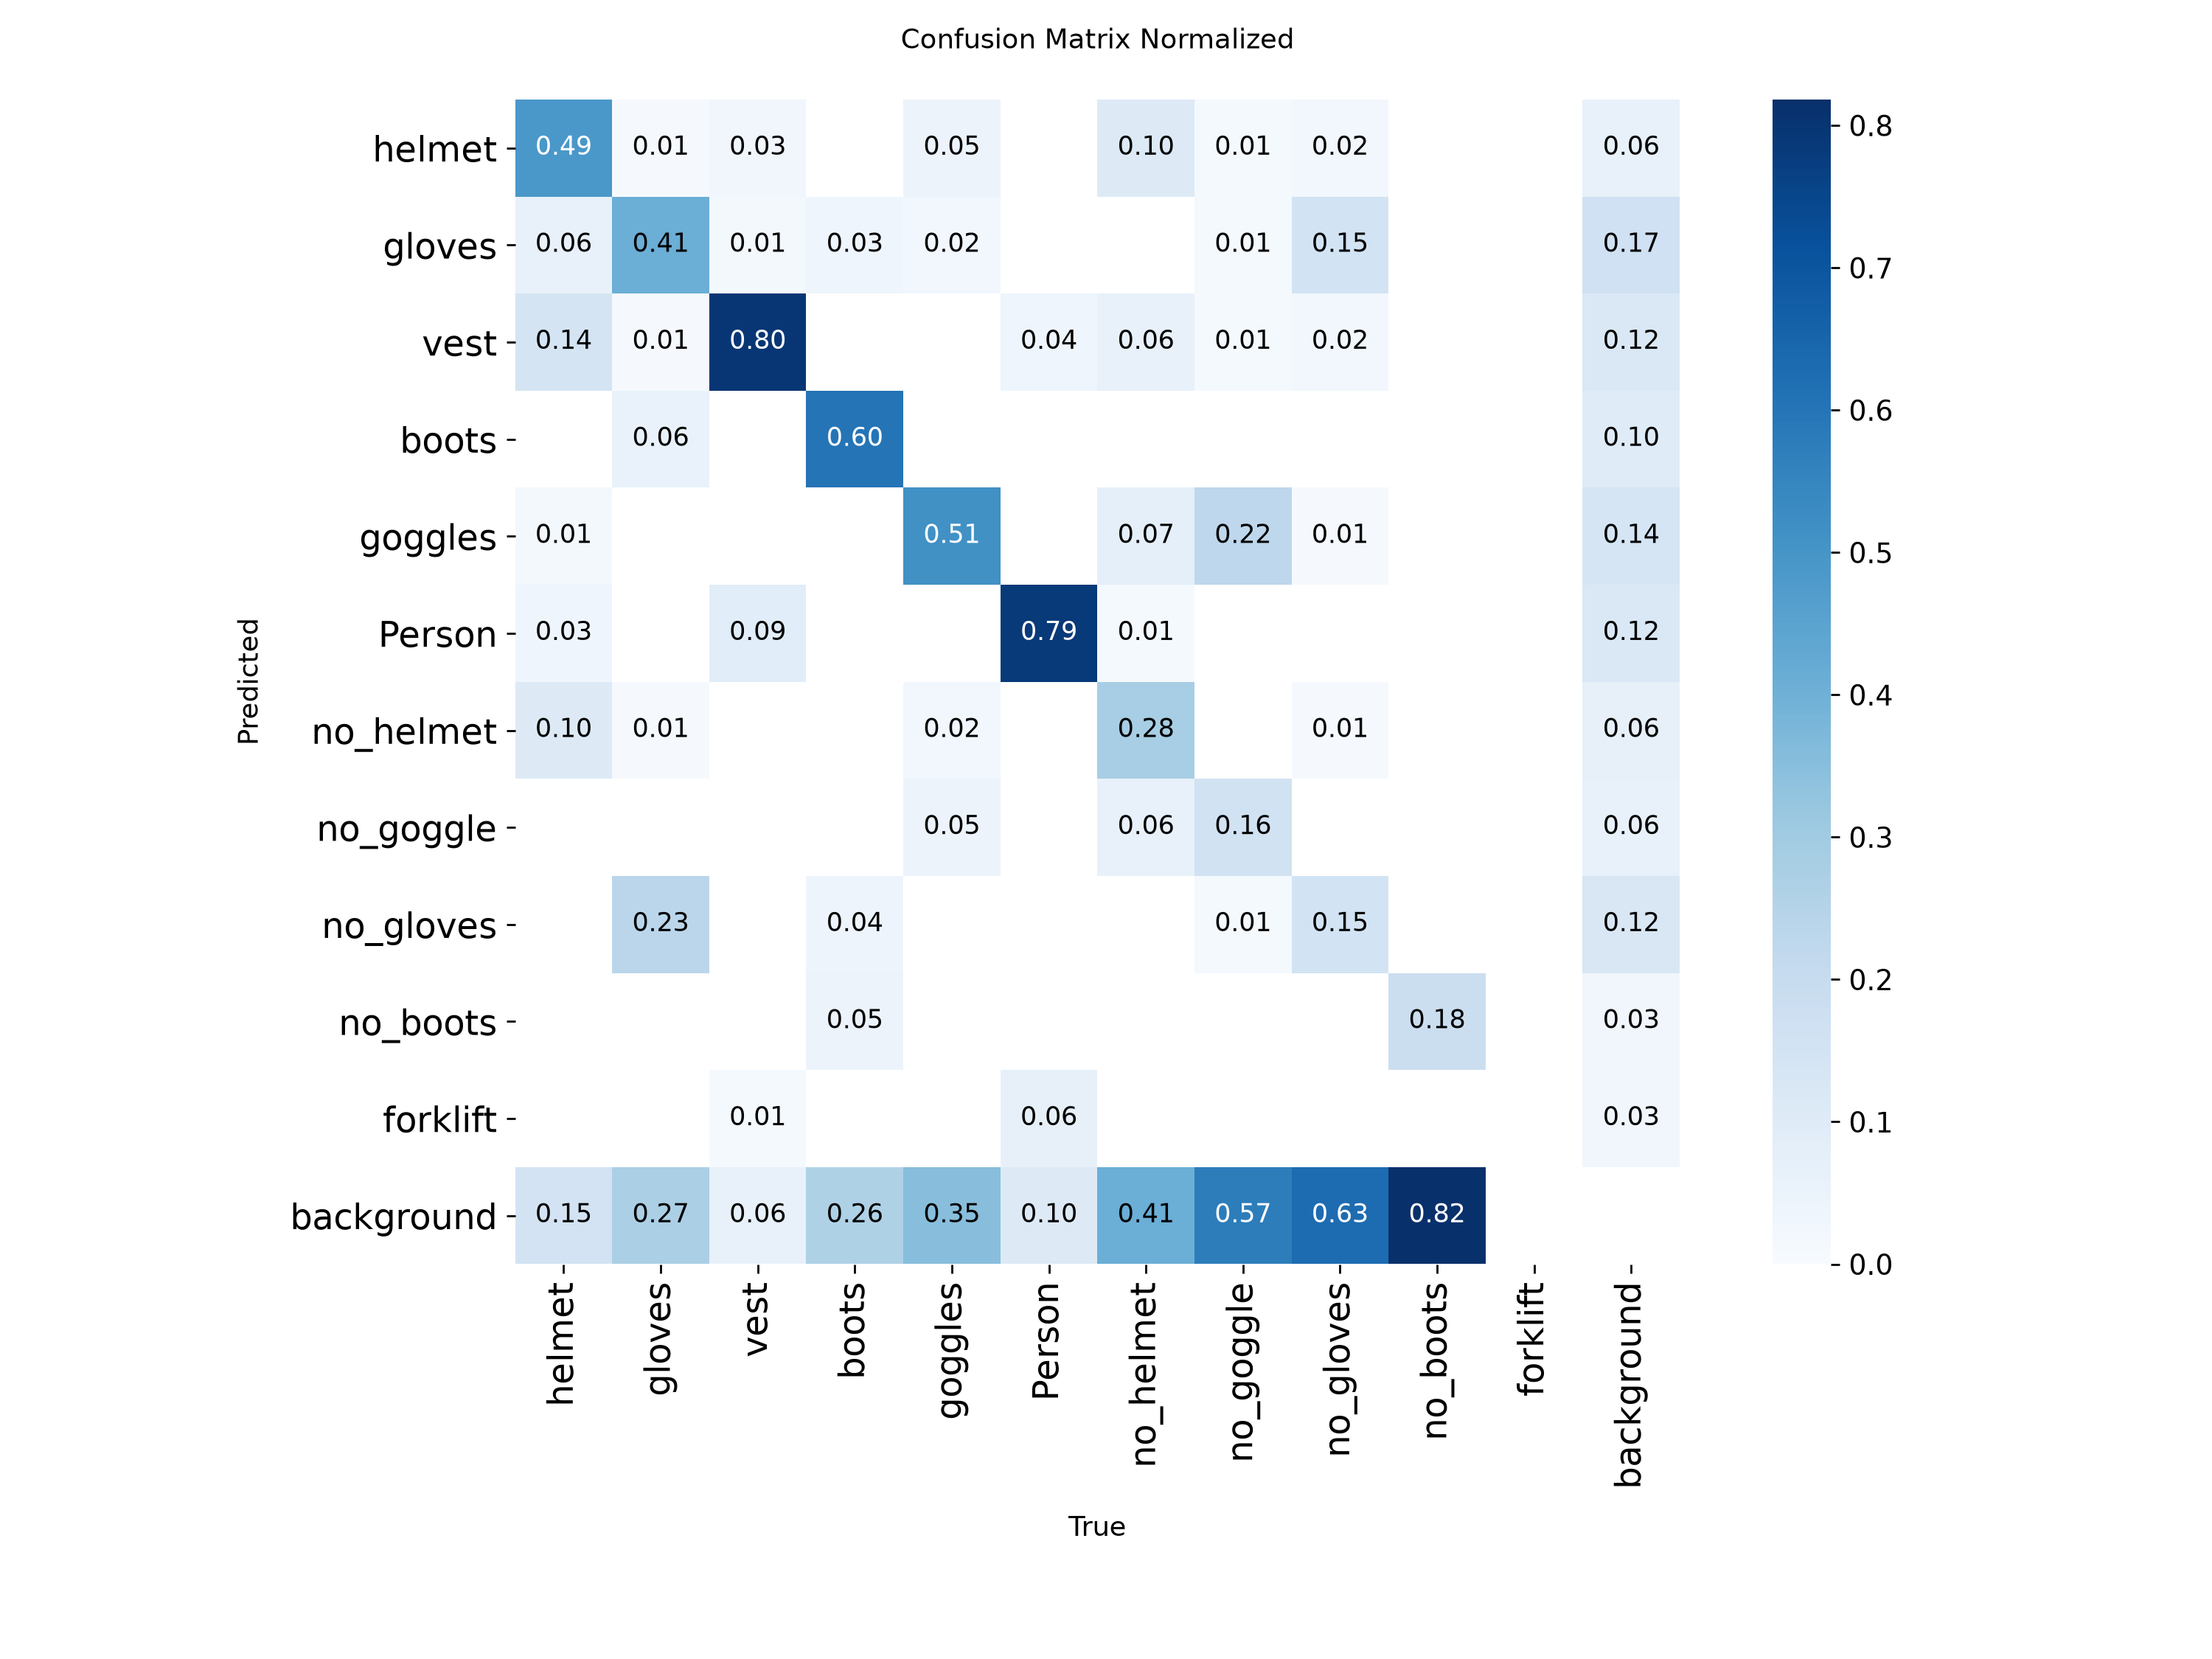 Confusion Matrix Normalized
helmet 0.49 0.01 0.03 0.05 0.10 0.01 0.02 0.06
gloves 0.06 0.41 0.01 0.03 0.02 0.01 0.15 0.17
vest 0.14 0.01 0.80 0.04 0.06 0.01 0.02 0.12
boots 0.06 0.60 0.10
goggles 0.01 0.51 0.07 0.22 0.01 0.14
Person 0.03 0.09 0.79 0.01 0.12
no_helmet 0.10 0.01 0.02 0.28 0.01 0.06
no_goggle 0.05 0.06 0.16 0.06
no_gloves 0.23 0.04 0.01 0.15 0.12
no_boots 0.05 0.18 0.03
forklift 0.01 0.06 0.03
background 0.15 0.27 0.06 0.26 0.35 0.10 0.41 0.57 0.63 0.82
Predicted
helmet gloves vest boots goggles Person no_helmet no_goggle no_gloves no_boots forklift background
True
0.8
0.7
0.6
0.5
0.4
0.3
0.2
0.1
0.0